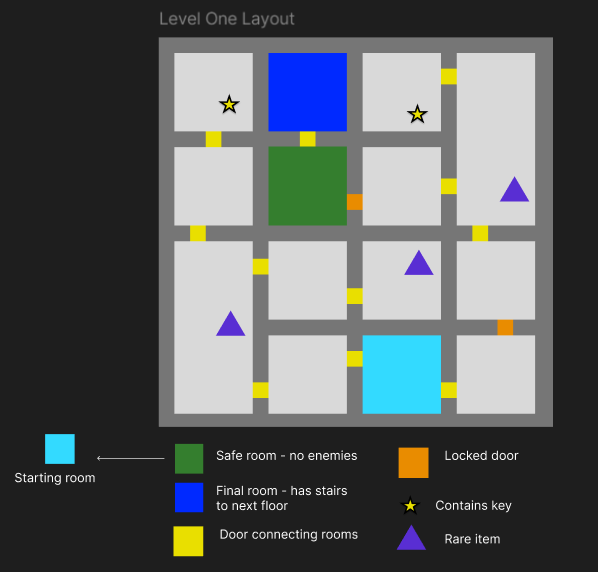 Level One Layout
Starting room
Safe room - no enemies
Final room - has stairs
to next floor
Door connecting rooms
Locked door
Contains key
Rare item